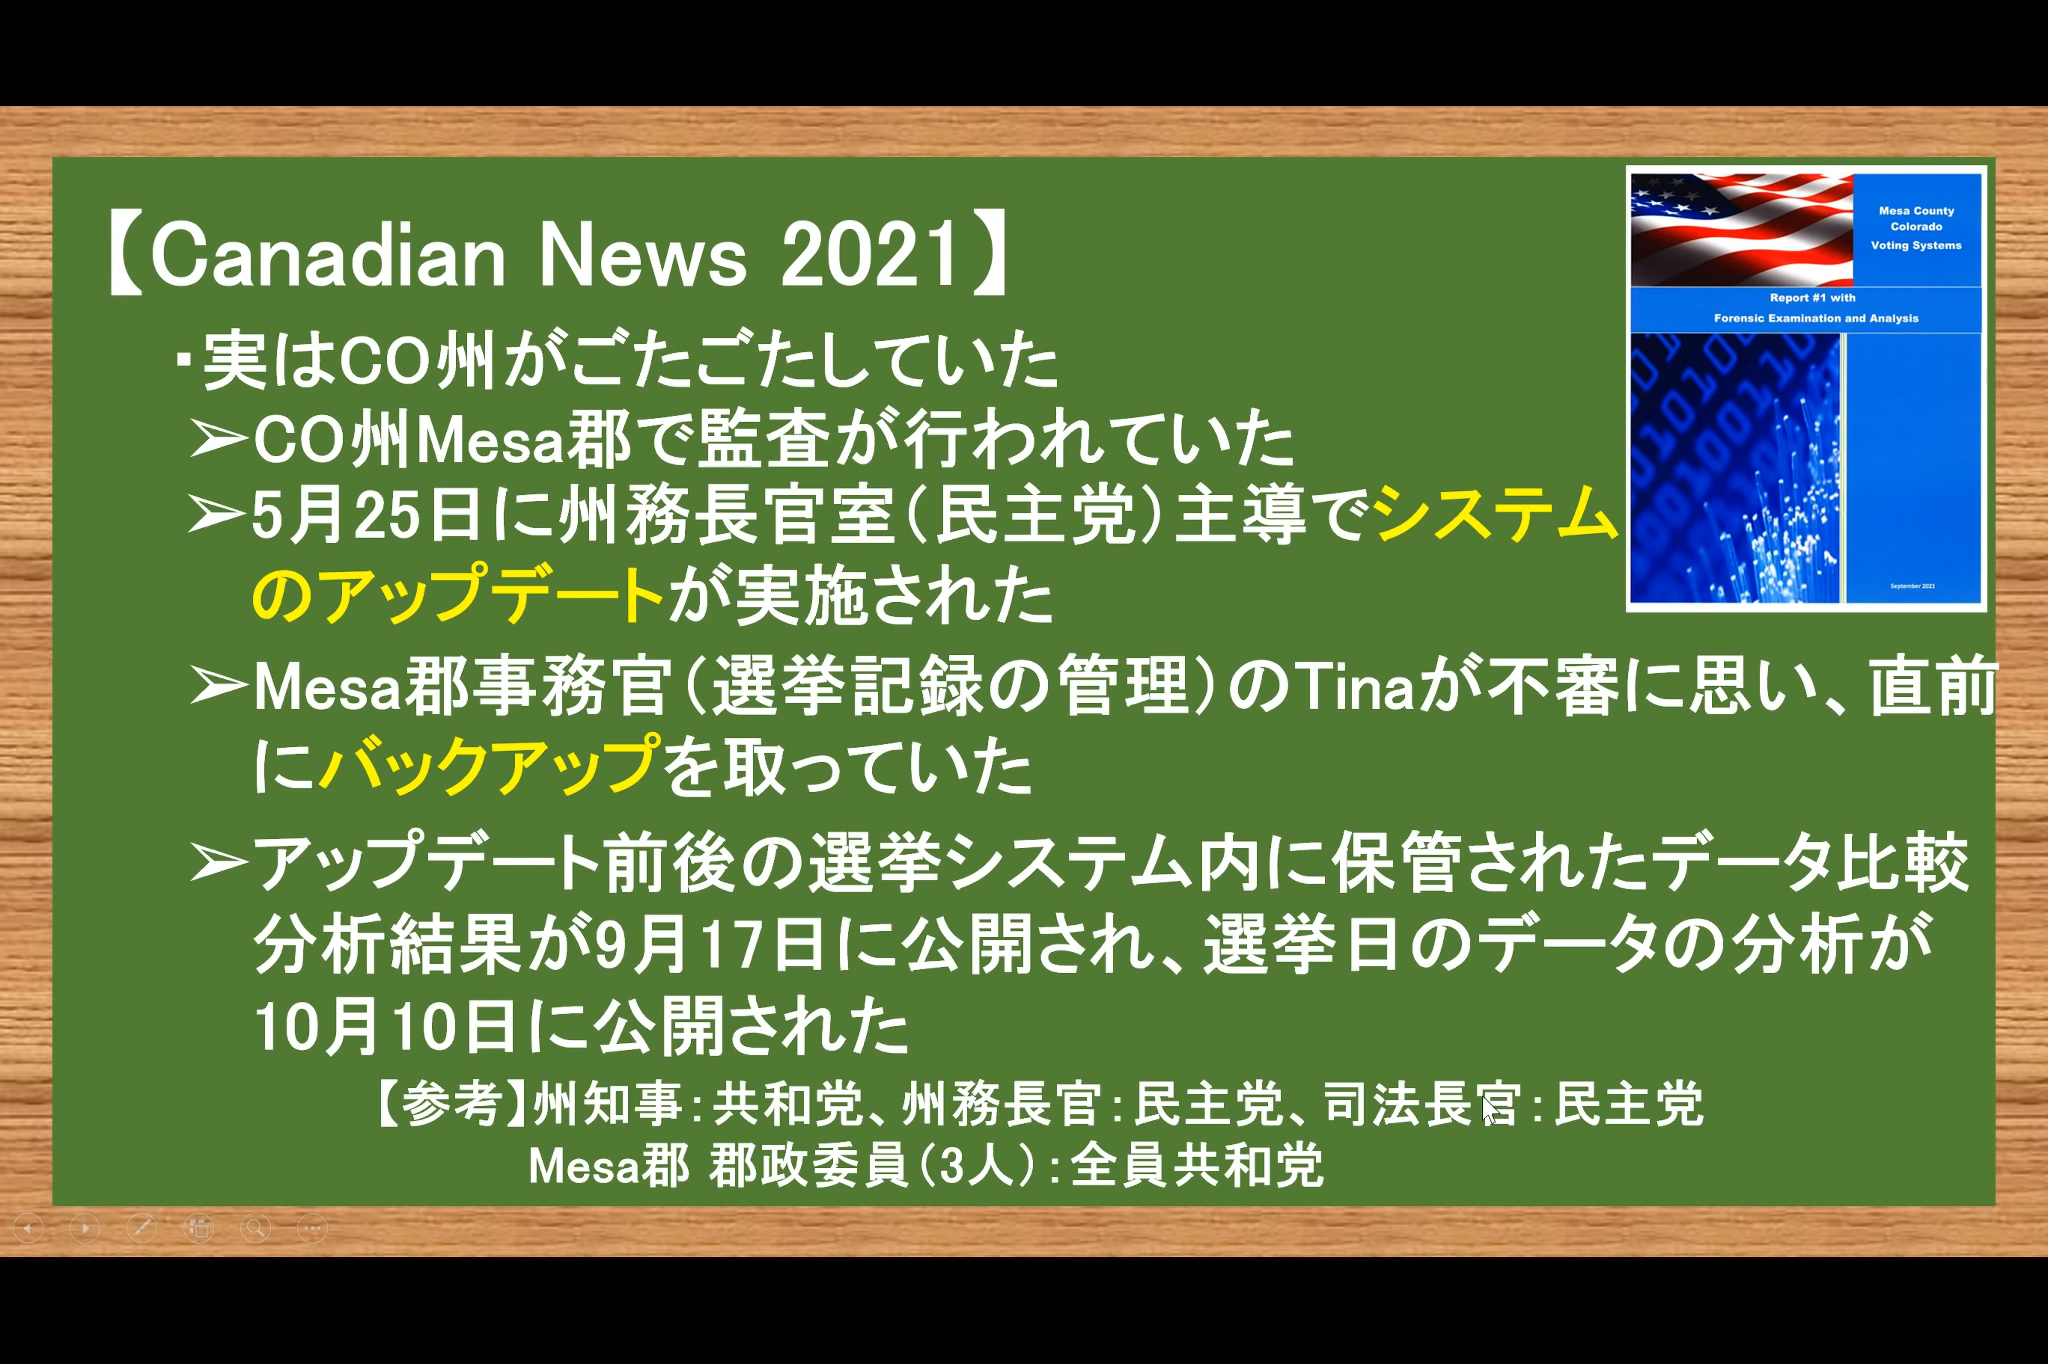 【Canadian News 2021】
・実はCO州がごたごたしていた
➢CO州Mesa郡で監査が行われていた
➢5月25日に州務長官室（民主党）主導でシステム
のアップデートが実施された
➢Mesa郡事務官（選挙記録の管理）のTinaが不審に思い、直前
にバックアップを取っていた
➢アップデート前後の選挙システム内に保管されたデータ比較
分析結果が9月17日に公開され、選挙日のデータの分析が
10月10日に公開された
【参考】州知事：共和党、州務長官：民主党、司法長官：民主党
Mesa郡 郡政委員（3人）：全員共和党
Mesa County
Colorado
Voting Systems
Report #1 with
Forensic Examination and Analysis
September 2021